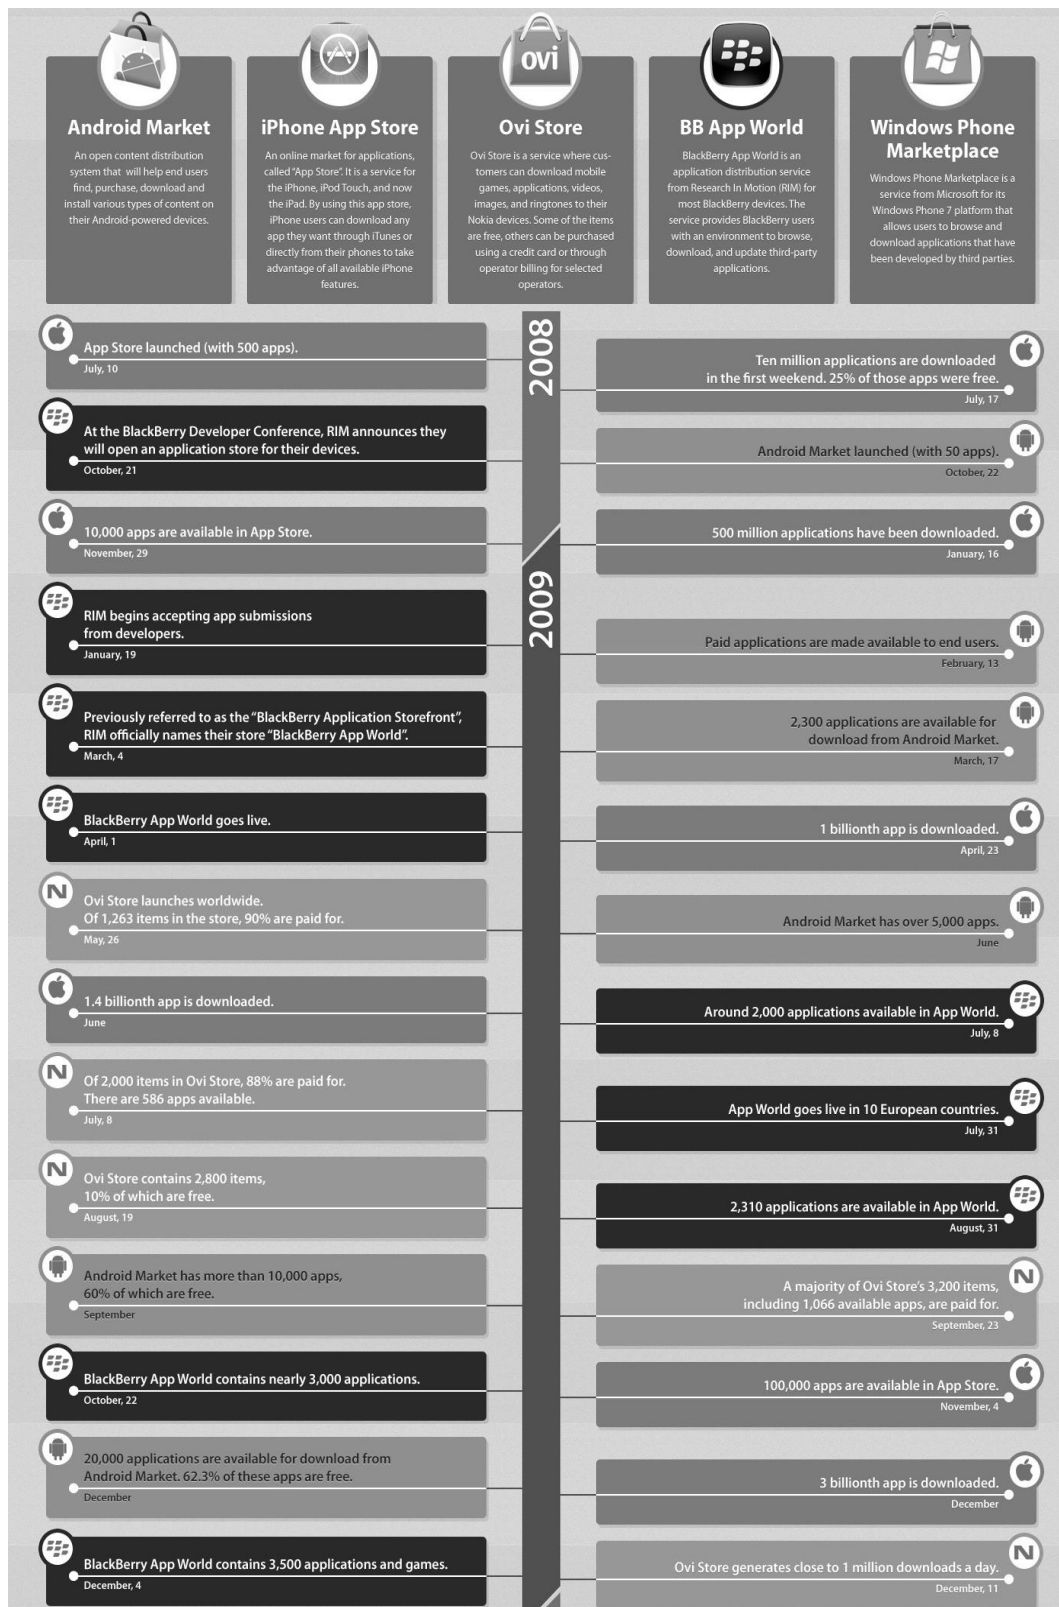 ovi
Android Market
An open content distribution
system that will help end users
find, purchase, download and
install various types of content on
their Android-powered devices.
iPhone App Store
An online market for applications,
called “App Store”. It is a service for
the iPhone, iPod Touch, and now
the iPad. By using this app store,
iPhone users can download any
app they want through iTunes or
directly from their phones to take
advantage of all available iPhone
features.
Ovi Store
Ovi Store is a service where cus-
tomers can download mobile
games, applications, videos,
images, and ringtones to their
Nokia devices. Some of the items
are free, others can be purchased
using a credit card or through
operator billing for selected
operators.
BB App World
BlackBerry App World is an
application distribution service
from Research In Motion (RIM) for
most BlackBerry devices. The
service provides BlackBerry users
with an environment to browse,
download, and update third-party
applications.
Windows Phone
Marketplace
Windows Phone Marketplace is a
service from Microsoft for its
Windows Phone 7 platform that
allows users to browse and
download applications that have
been developed by third parties.
2008
App Store launched (with 500 apps).
July, 10
Ten million applications are downloaded
in the first weekend. 25% of those apps were free.
July, 17
At the BlackBerry Developer Conference, RIM announces they
will open an application store for their devices.
October, 21
Android Market launched (with 50 apps).
October, 22
10,000 apps are available in App Store.
November, 29
500 million applications have been downloaded.
January, 16
2009
RIM begins accepting app submissions
from developers.
January, 19
Paid applications are made available to end users.
February, 13
Previously referred to as the “BlackBerry Application Storefront”,
RIM officially names their store “BlackBerry App World”.
March, 4
2,300 applications are available for
download from Android Market.
March, 17
BlackBerry App World goes live.
April, 1
1 billionth app is downloaded.
April, 23
Ovi Store launches worldwide.
Of 1,263 items in the store, 90% are paid for.
May, 26
Android Market has over 5,000 apps.
June
1.4 billionth app is downloaded.
June
Around 2,000 applications available in App World.
July, 8
Of 2,000 items in Ovi Store, 88% are paid for.
There are 586 apps available.
July, 8
App World goes live in 10 European countries.
July, 31
Ovi Store contains 2,800 items,
10% of which are free.
August, 19
2,310 applications are available in App World.
August, 31
Android Market has more than 10,000 apps,
60% of which are free.
September
A majority of Ovi Store’s 3,200 items,
including 1,066 available apps, are paid for.
September, 23
BlackBerry App World contains nearly 3,000 applications.
October, 22
100,000 apps are available in App Store.
November, 4
20,000 applications are available for download from
Android Market. 62.3% of these apps are free.
December
3 billionth app is downloaded.
December
BlackBerry App World contains 3,500 applications and games.
December, 4
Ovi Store generates close to 1 million downloads a day.
December, 11